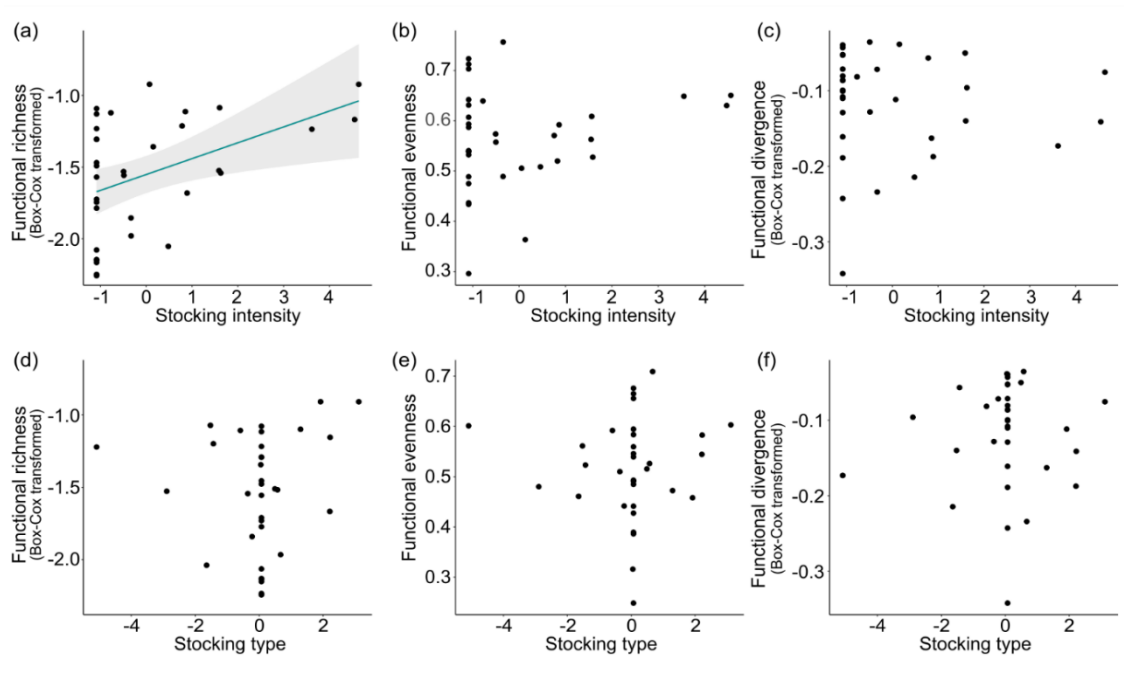 (a)
Functional richness
(Box-Cox transformed)
-1.0
-1.5
-2.0
-1 0 1 2 3 4
Stocking intensity
(b)
Functional evenness
0.7
0.6
0.5
0.4
0.3
-1 0 1 2 3 4
Stocking intensity
(c)
Functional divergence
(Box-Cox transformed)
-0.1
-0.2
-0.3
-1 0 1 2 3 4
Stocking intensity
(d)
Functional richness
(Box-Cox transformed)
-1.0
-1.5
-2.0
-4 -2 0 2
Stocking type
(e)
Functional evenness
0.7
0.6
0.5
0.4
0.3
-4 -2 0 2
Stocking type
(f)
Functional divergence
(Box-Cox transformed)
-0.1
-0.2
-0.3
-4 -2 0 2
Stocking type